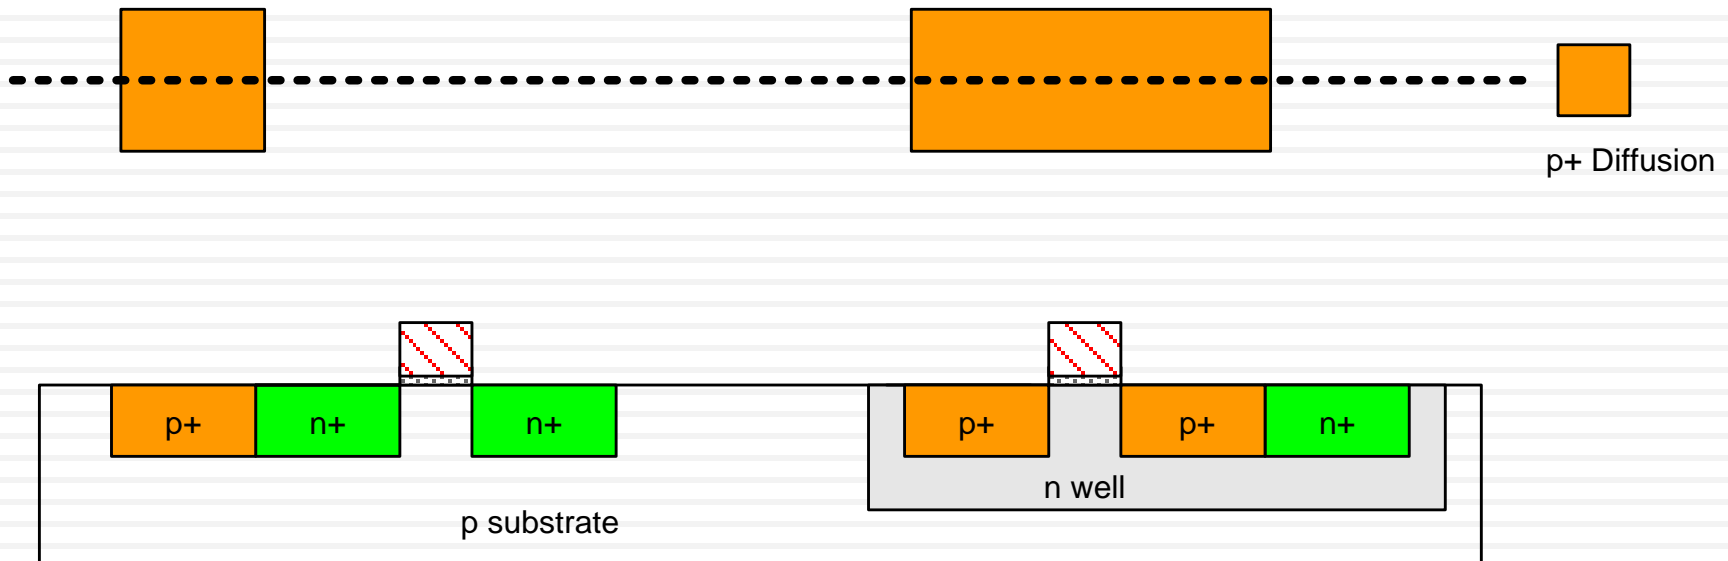 p+ Diffusion
p+ n+ n+ p+ p+ n+
n well
p substrate